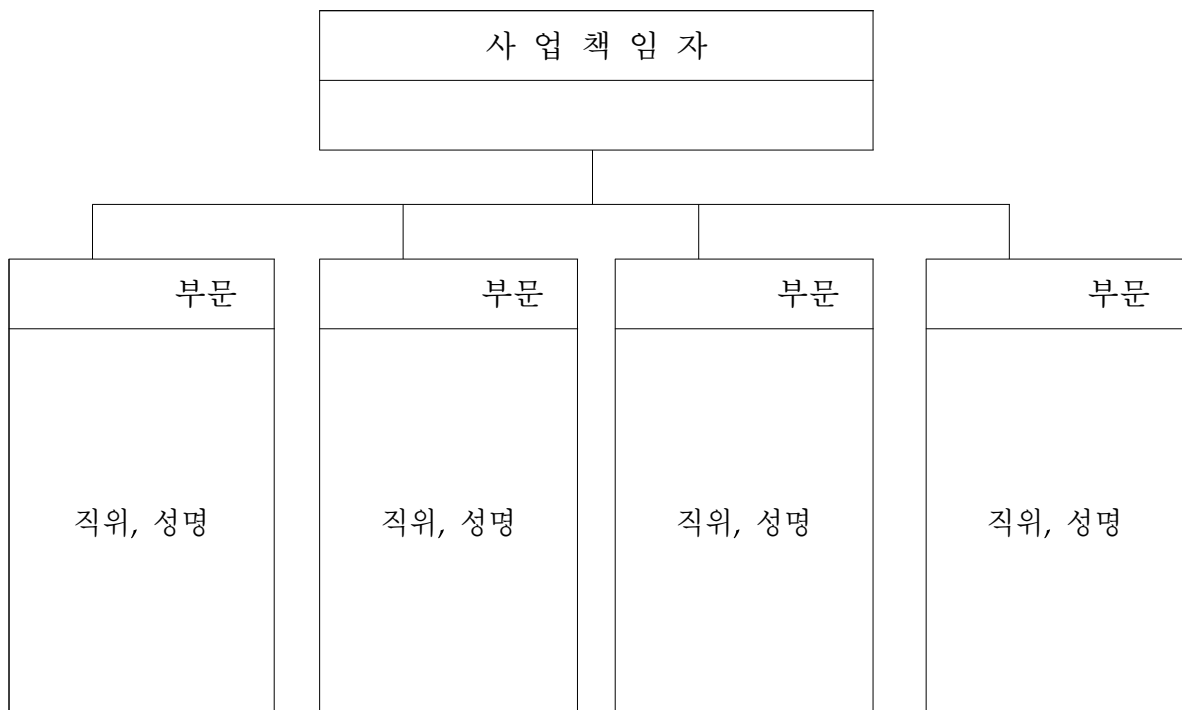 사 업 책 임 자
부문 부문 부문 부문
직위, 성명 직위, 성명 직위, 성명 직위, 성명